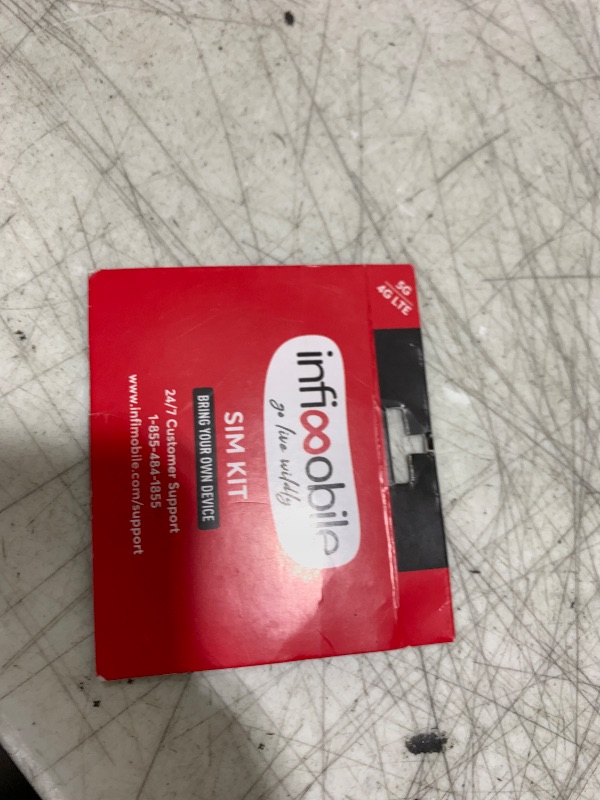 5G
4G LTE
infimobile
go live wildly
SIM KIT
BRING YOUR OWN DEVICE
24/7 Customer Support
1-855-484-1855
www.infimobile.com/support